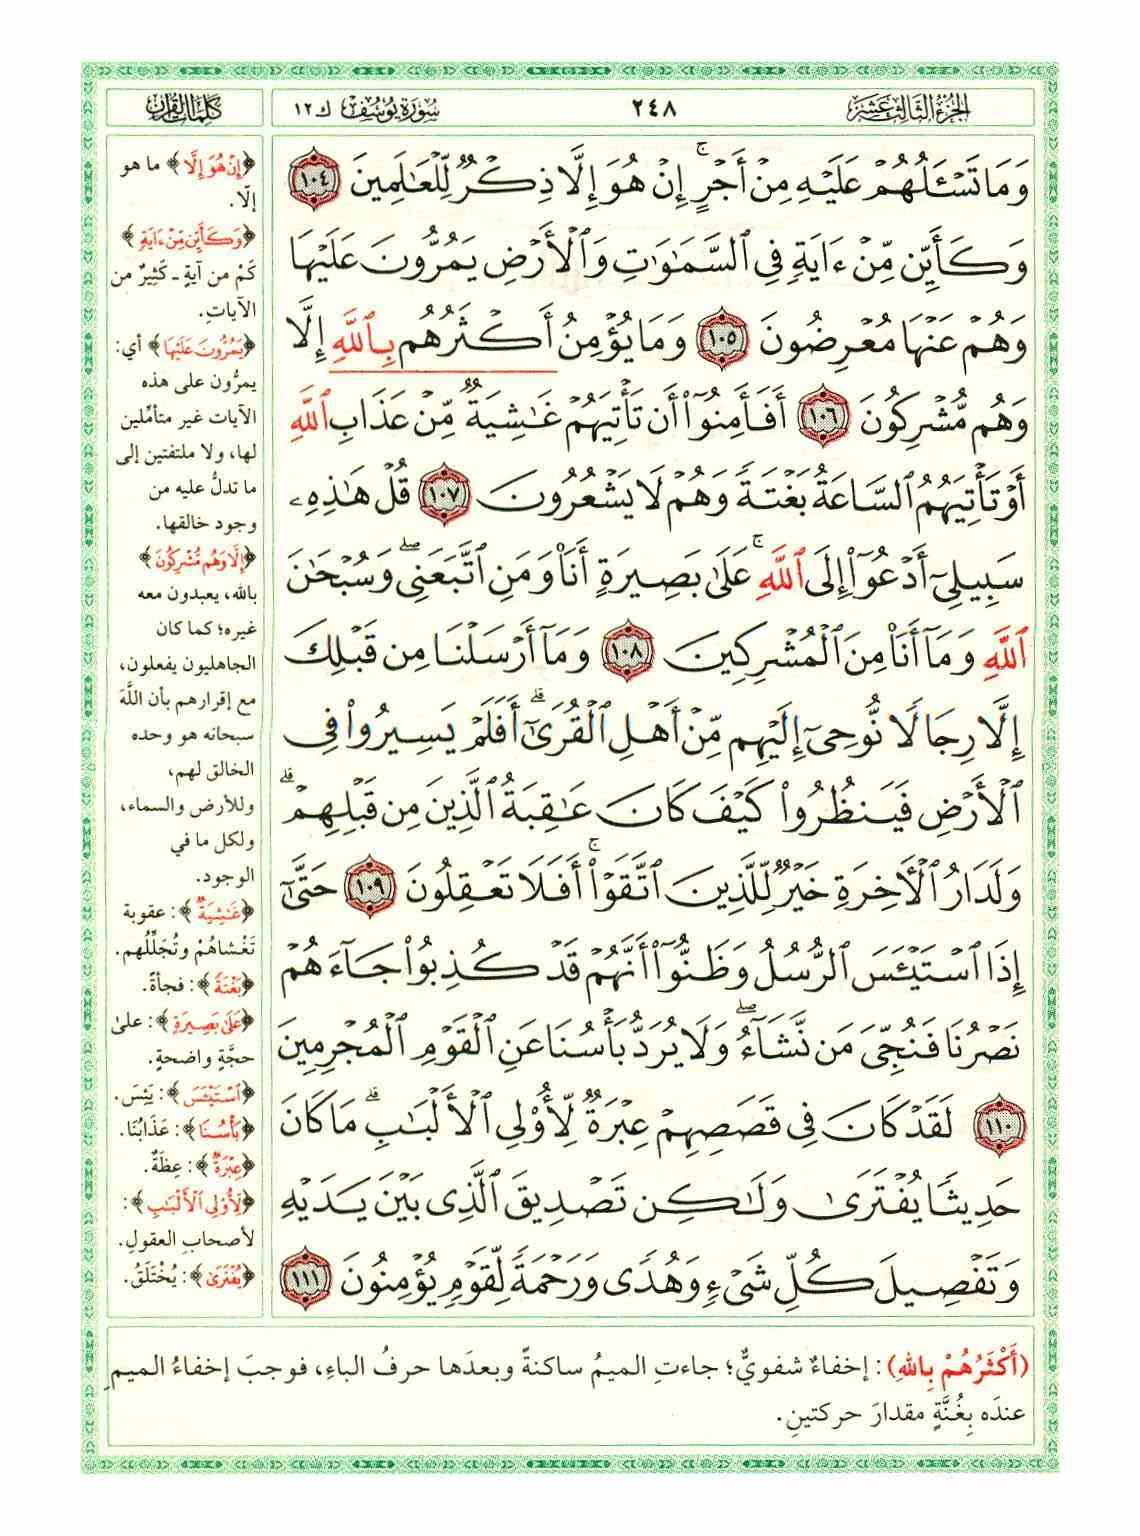 الجزء الثالث عشر
٢٤٨
سورة يوسف ك ١٢
كلمات القرآن
وَمَا تَسۡـَٔلُهُمۡ عَلَيۡهِ مِنۡ أَجۡرٍۚ إِنۡ هُوَ إِلَّا ذِكۡرٞ لِّلۡعَٰلَمِينَ ١٠٤
وَكَأَيِّن مِّنۡ ءَايَةٖ فِي ٱلسَّمَٰوَٰتِ وَٱلۡأَرۡضِ يَمُرُّونَ عَلَيۡهَا
وَهُمۡ عَنۡهَا مُعۡرِضُونَ ١٠٥ وَمَا يُؤۡمِنُ أَكۡثَرُهُم بِٱللَّهِ إِلَّا
وَهُم مُّشۡرِكُونَ ١٠٦ أَفَأَمِنُوٓاْ أَن تَأۡتِيَهُمۡ غَٰشِيَةٞ مِّنۡ عَذَابِ ٱللَّهِ
أَوۡ تَأۡتِيَهُمُ ٱلسَّاعَةُ بَغۡتَةٗ وَهُمۡ لَا يَشۡعُرُونَ ١٠٧ قُلۡ هَٰذِهِۦ
سَبِيلِيٓ أَدۡعُوٓاْ إِلَى ٱللَّهِۚ عَلَىٰ بَصِيرَةٍ أَنَا۠ وَمَنِ ٱتَّبَعَنِيۖ وَسُبۡحَٰنَ
ٱللَّهِ وَمَآ أَنَا۠ مِنَ ٱلۡمُشۡرِكِينَ ١٠٨ وَمَآ أَرۡسَلۡنَا مِن قَبۡلِكَ
إِلَّا رِجَالٗا نُّوحِيٓ إِلَيۡهِم مِّنۡ أَهۡلِ ٱلۡقُرَىٰٓۗ أَفَلَمۡ يَسِيرُواْ فِي
ٱلۡأَرۡضِ فَيَنظُرُواْ كَيۡفَ كَانَ عَٰقِبَةُ ٱلَّذِينَ مِن قَبۡلِهِمۡۗ
وَلَدَارُ ٱلۡأٓخِرَةِ خَيۡرٞ لِّلَّذِينَ ٱتَّقَوۡاْۚ أَفَلَا تَعۡقِلُونَ ١٠٩ حَتَّىٰٓ
إِذَا ٱسۡتَيۡـَٔسَ ٱلرُّسُلُ وَظَنُّوٓاْ أَنَّهُمۡ قَدۡ كُذِبُواْ جَآءَهُمۡ
نَصۡرُنَا فَنُجِّيَ مَن نَّشَآءُۖ وَلَا يُرَدُّ بَأۡسُنَا عَنِ ٱلۡقَوۡمِ ٱلۡمُجۡرِمِينَ
١١٠ لَقَدۡ كَانَ فِي قَصَصِهِمۡ عِبۡرَةٞ لِّأُوْلِي ٱلۡأَلۡبَٰبِۗ مَا كَانَ
حَدِيثٗا يُفۡتَرَىٰ وَلَٰكِن تَصۡدِيقَ ٱلَّذِي بَيۡنَ يَدَيۡهِ
وَتَفۡصِيلَ كُلِّ شَيۡءٖ وَهُدٗى وَرَحۡمَةٗ لِّقَوۡمٖ يُؤۡمِنُونَ ١١١
﴿إِنۡ هُوَ إِلَّا﴾ ما هو
إلّا.
﴿وَكَأَيِّن مِّنۡ ءَايَةٖ﴾
كَمْ من آيةٍ ـ كَثِيرٌ من
الآياتِ.
﴿يَمُرُّونَ عَلَيۡهَا﴾ أي:
يمرُّون على هذه
الآيات غير متأمِّلين
لها، ولا ملتفتين إلى
ما تدلُّ عليه من
وجود خالقها.
﴿إِلَّا وَهُم مُّشۡرِكُونَ﴾
بالله، يعبدون معه
غيره؛ كما كان
الجاهليون يفعلون،
مع إقرارهم بأن اللَّهَ
سبحانه هو وحده
الخالق لهم،
وللأرض والسماء،
ولكل ما في
الوجود.
﴿غَٰشِيَةٞ﴾: عقوبة
تَغْشاهُمْ وتُجَلِّلُهم.
﴿بَغۡتَةٗ﴾: فجأةً.
﴿عَلَىٰ بَصِيرَةٍ﴾: علىٰ
حجَّةٍ واضحةٍ.
﴿ٱسۡتَيۡـَٔسَ﴾: يَئِسَ.
﴿بَأۡسُنَا﴾: عَذَابُنَا.
﴿عِبۡرَةٞ﴾: عِظَةٌ.
﴿لِّأُوْلِي ٱلۡأَلۡبَٰبِ﴾:
لأصحابِ العقولِ.
﴿يُفۡتَرَىٰ﴾: يُخْتَلَقُ.
(أَكْثَرُهُمْ بِاللهِ): إخفاءٌ شفويٌّ؛ جاءتِ الميمُ ساكنةً وبعدَها حرفُ الباءِ، فوجبَ إخفاءُ الميمِ
عندَه بِغُنَّةٍ مقدارَ حركتينِ.